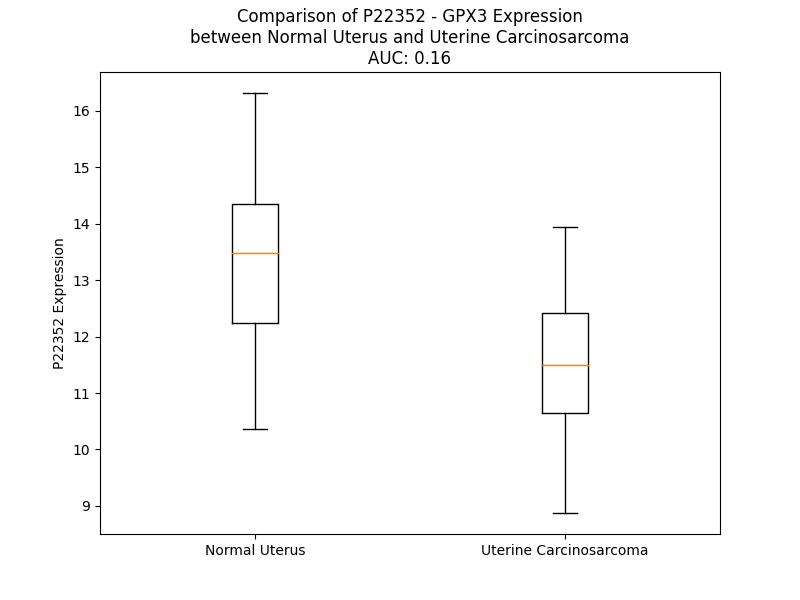 Comparison of P22352 - GPX3 Expression
between Normal Uterus and Uterine Carcinosarcoma
AUC: 0.16
P22352 Expression
16
15
14
13
12
11
10
9
Normal Uterus
Uterine Carcinosarcoma